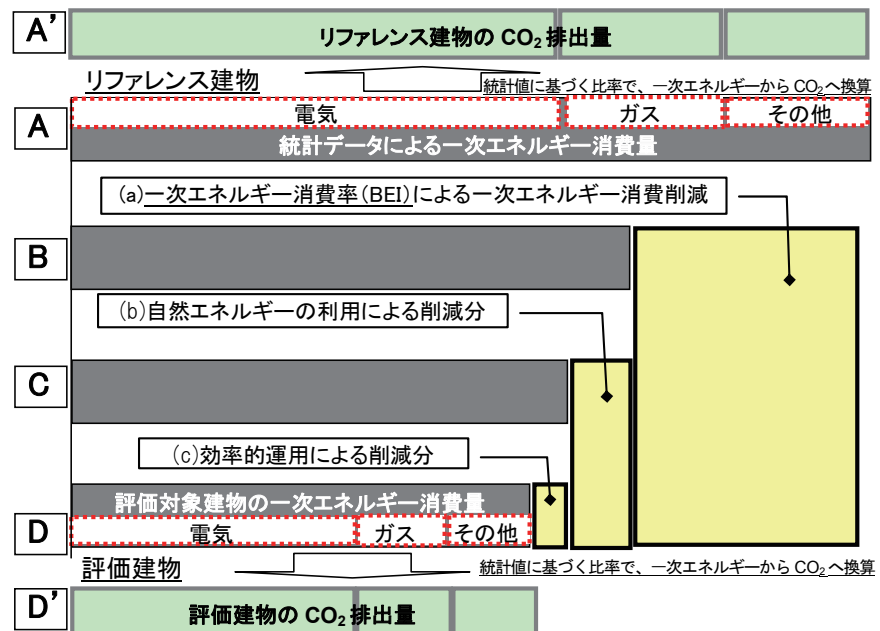 A'
リファレンス建物の CO₂ 排出量
リファレンス建物
統計値に基づく比率で、一次エネルギーから CO₂ へ換算
A
電気 ガス その他
統計データによる一次エネルギー消費量
(a)一次エネルギー消費率(BEI)による一次エネルギー消費削減
B
(b)自然エネルギーの利用による削減分
C
(c)効率的運用による削減分
評価対象建物の一次エネルギー消費量
D
電気 ガス その他
評価建物
統計値に基づく比率で、一次エネルギーから CO₂ へ換算
D'
評価建物の CO₂ 排出量